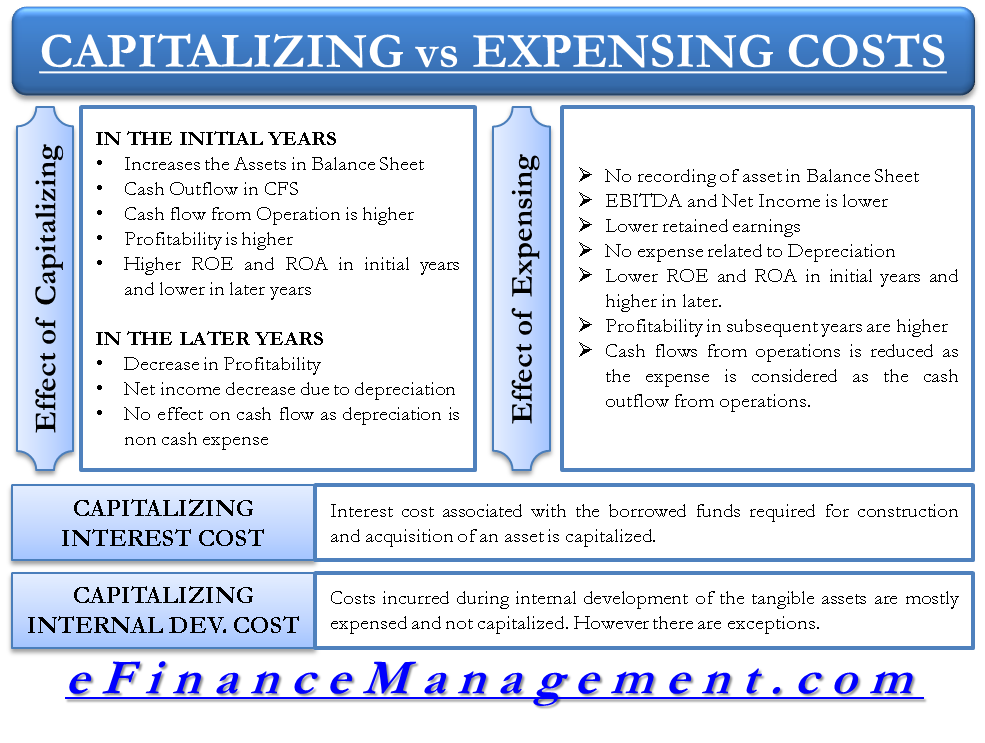 CAPITALIZING vs EXPENSING COSTS
Effect of Capitalizing
IN THE INITIAL YEARS
• Increases the Assets in Balance Sheet
• Cash Outflow in CFS
• Cash flow from Operation is higher
• Profitability is higher
• Higher ROE and ROA in initial years
and lower in later years
IN THE LATER YEARS
• Decrease in Profitability
• Net income decrease due to depreciation
• No effect on cash flow as depreciation is
non cash expense
Effect of Expensing
➢ No recording of asset in Balance Sheet
➢ EBITDA and Net Income is lower
➢ Lower retained earnings
➢ No expense related to Depreciation
➢ Lower ROE and ROA in initial years and
higher in later.
➢ Profitability in subsequent years are higher
➢ Cash flows from operations is reduced as
the expense is considered as the cash
outflow from operations.
CAPITALIZING
INTEREST COST
Interest cost associated with the borrowed funds required for construction
and acquisition of an asset is capitalized.
CAPITALIZING
INTERNAL DEV. COST
Costs incurred during internal development of the tangible assets are mostly
expensed and not capitalized. However there are exceptions.
eFinanceManagement.com